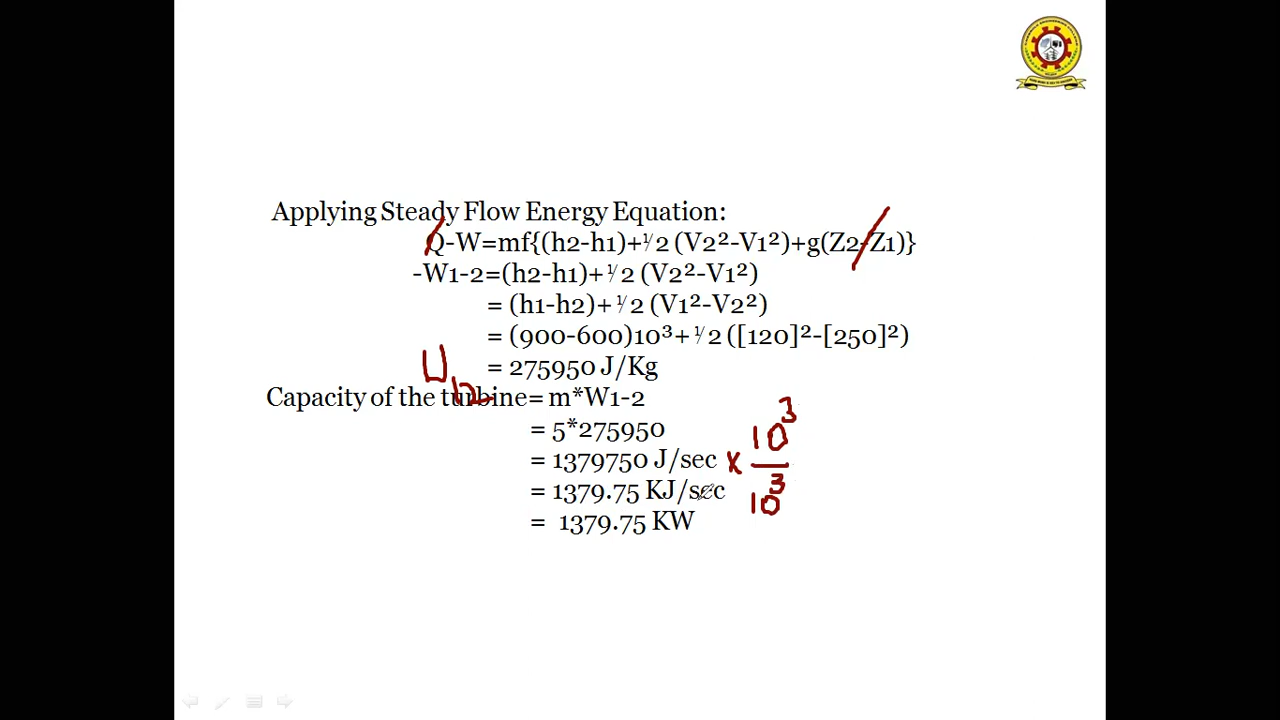 Applying Steady Flow Energy Equation:
Q-W=mf{(h2-h1)+½(V2²-V1²)+g(Z2-Z1)}
-W1-2=(h2-h1)+½(V2²-V1²)
= (h1-h2)+½(V1²-V2²)
= (900-600)10³+½([120]²-[250]²)
= 275950 J/Kg
Capacity of the turbine= m*W1-2
= 5*275950
= 1379750 J/sec × 10³
= 1379.75 KJ/sec 10³
= 1379.75 KW